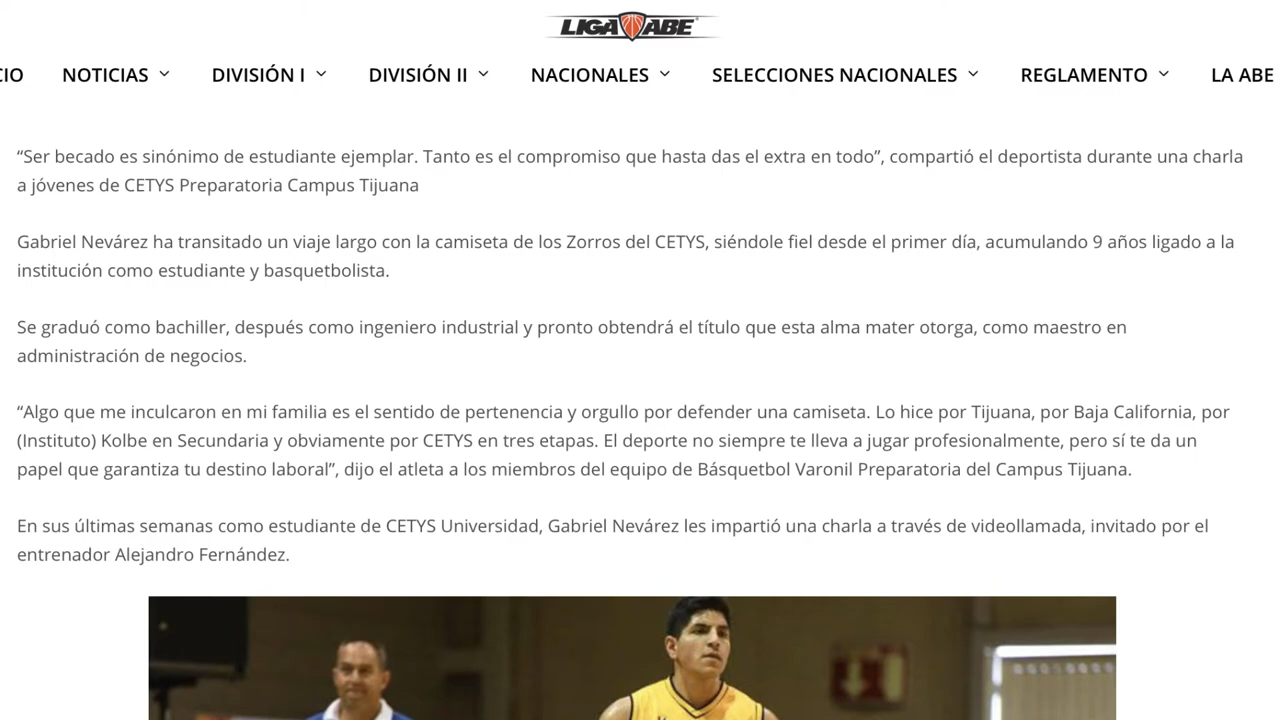 LIGA ABE
CIO NOTICIAS DIVISIÓN I DIVISIÓN II NACIONALES SELECCIONES NACIONALES REGLAMENTO LA ABE
“Ser becado es sinónimo de estudiante ejemplar. Tanto es el compromiso que hasta das el extra en todo”, compartió el deportista durante una charla
a jóvenes de CETYS Preparatoria Campus Tijuana
Gabriel Nevárez ha transitado un viaje largo con la camiseta de los Zorros del CETYS, siéndole fiel desde el primer día, acumulando 9 años ligado a la
institución como estudiante y basquetbolista.
Se graduó como bachiller, después como ingeniero industrial y pronto obtendrá el título que esta alma mater otorga, como maestro en
administración de negocios.
“Algo que me inculcaron en mi familia es el sentido de pertenencia y orgullo por defender una camiseta. Lo hice por Tijuana, por Baja California, por
(Instituto) Kolbe en Secundaria y obviamente por CETYS en tres etapas. El deporte no siempre te lleva a jugar profesionalmente, pero sí te da un
papel que garantiza tu destino laboral”, dijo el atleta a los miembros del equipo de Básquetbol Varonil Preparatoria del Campus Tijuana.
En sus últimas semanas como estudiante de CETYS Universidad, Gabriel Nevárez les impartió una charla a través de videollamada, invitado por el
entrenador Alejandro Fernández.